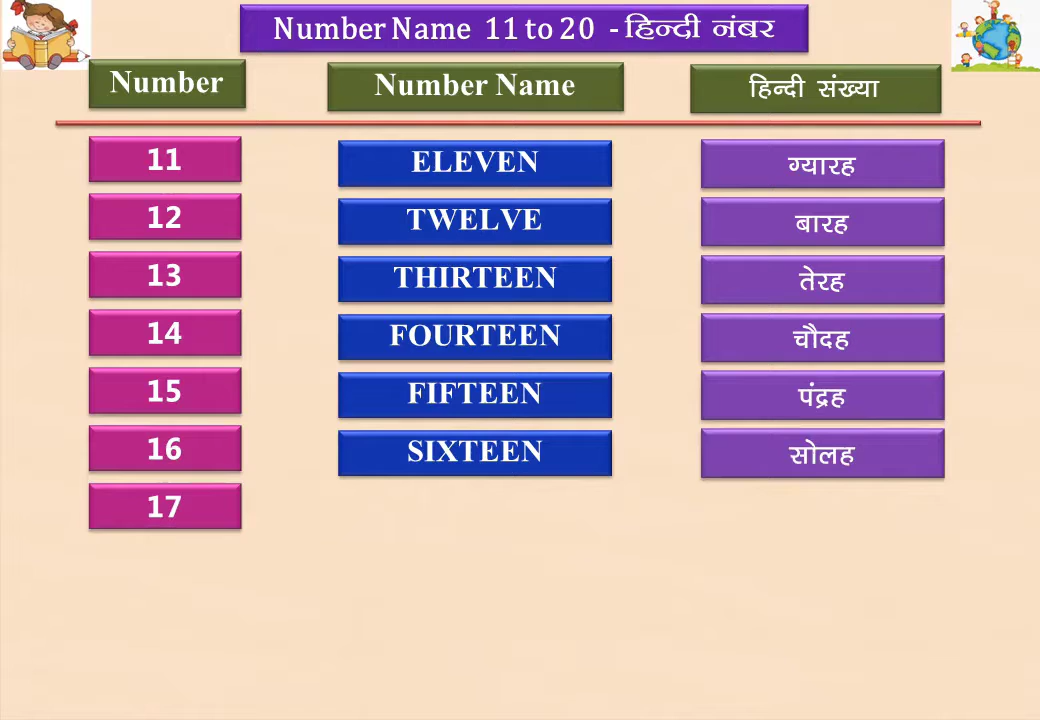 Number Name 11 to 20 - हिन्दी नंबर
Number Number Name हिन्दी संख्या
11 ELEVEN ग्यारह
12 TWELVE बारह
13 THIRTEEN तेरह
14 FOURTEEN चौदह
15 FIFTEEN पंद्रह
16 SIXTEEN सोलह
17